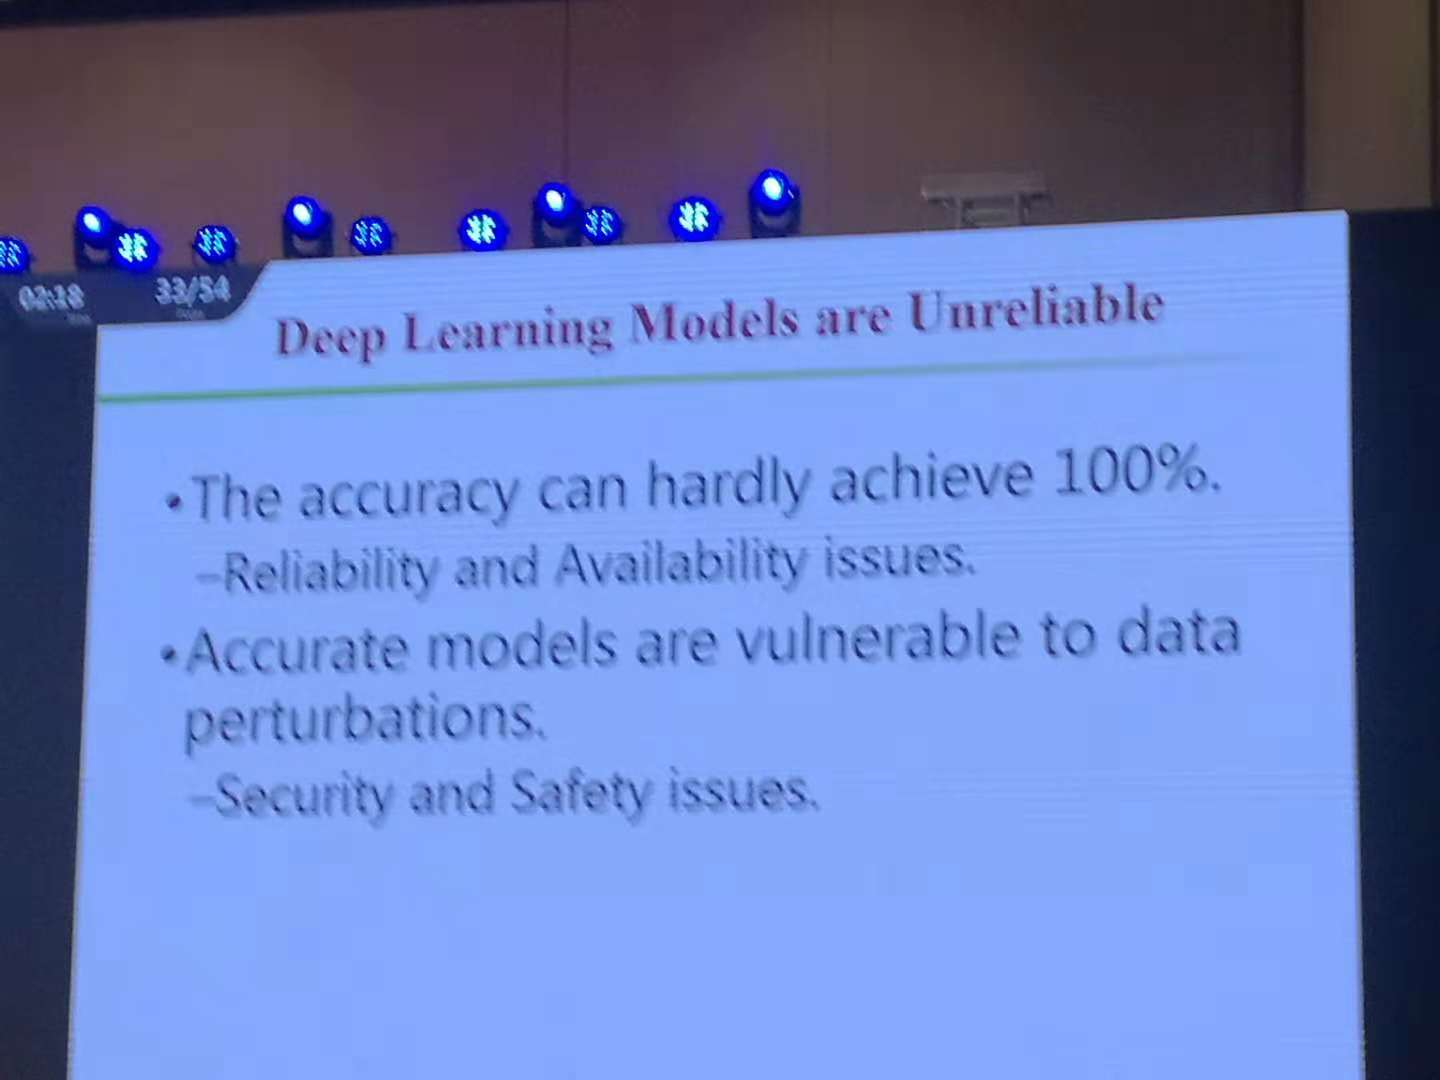 02:18
33/54
Deep Learning Models are Unreliable
•The accuracy can hardly achieve 100%.
–Reliability and Availability issues.
•Accurate models are vulnerable to data
perturbations.
–Security and Safety issues.